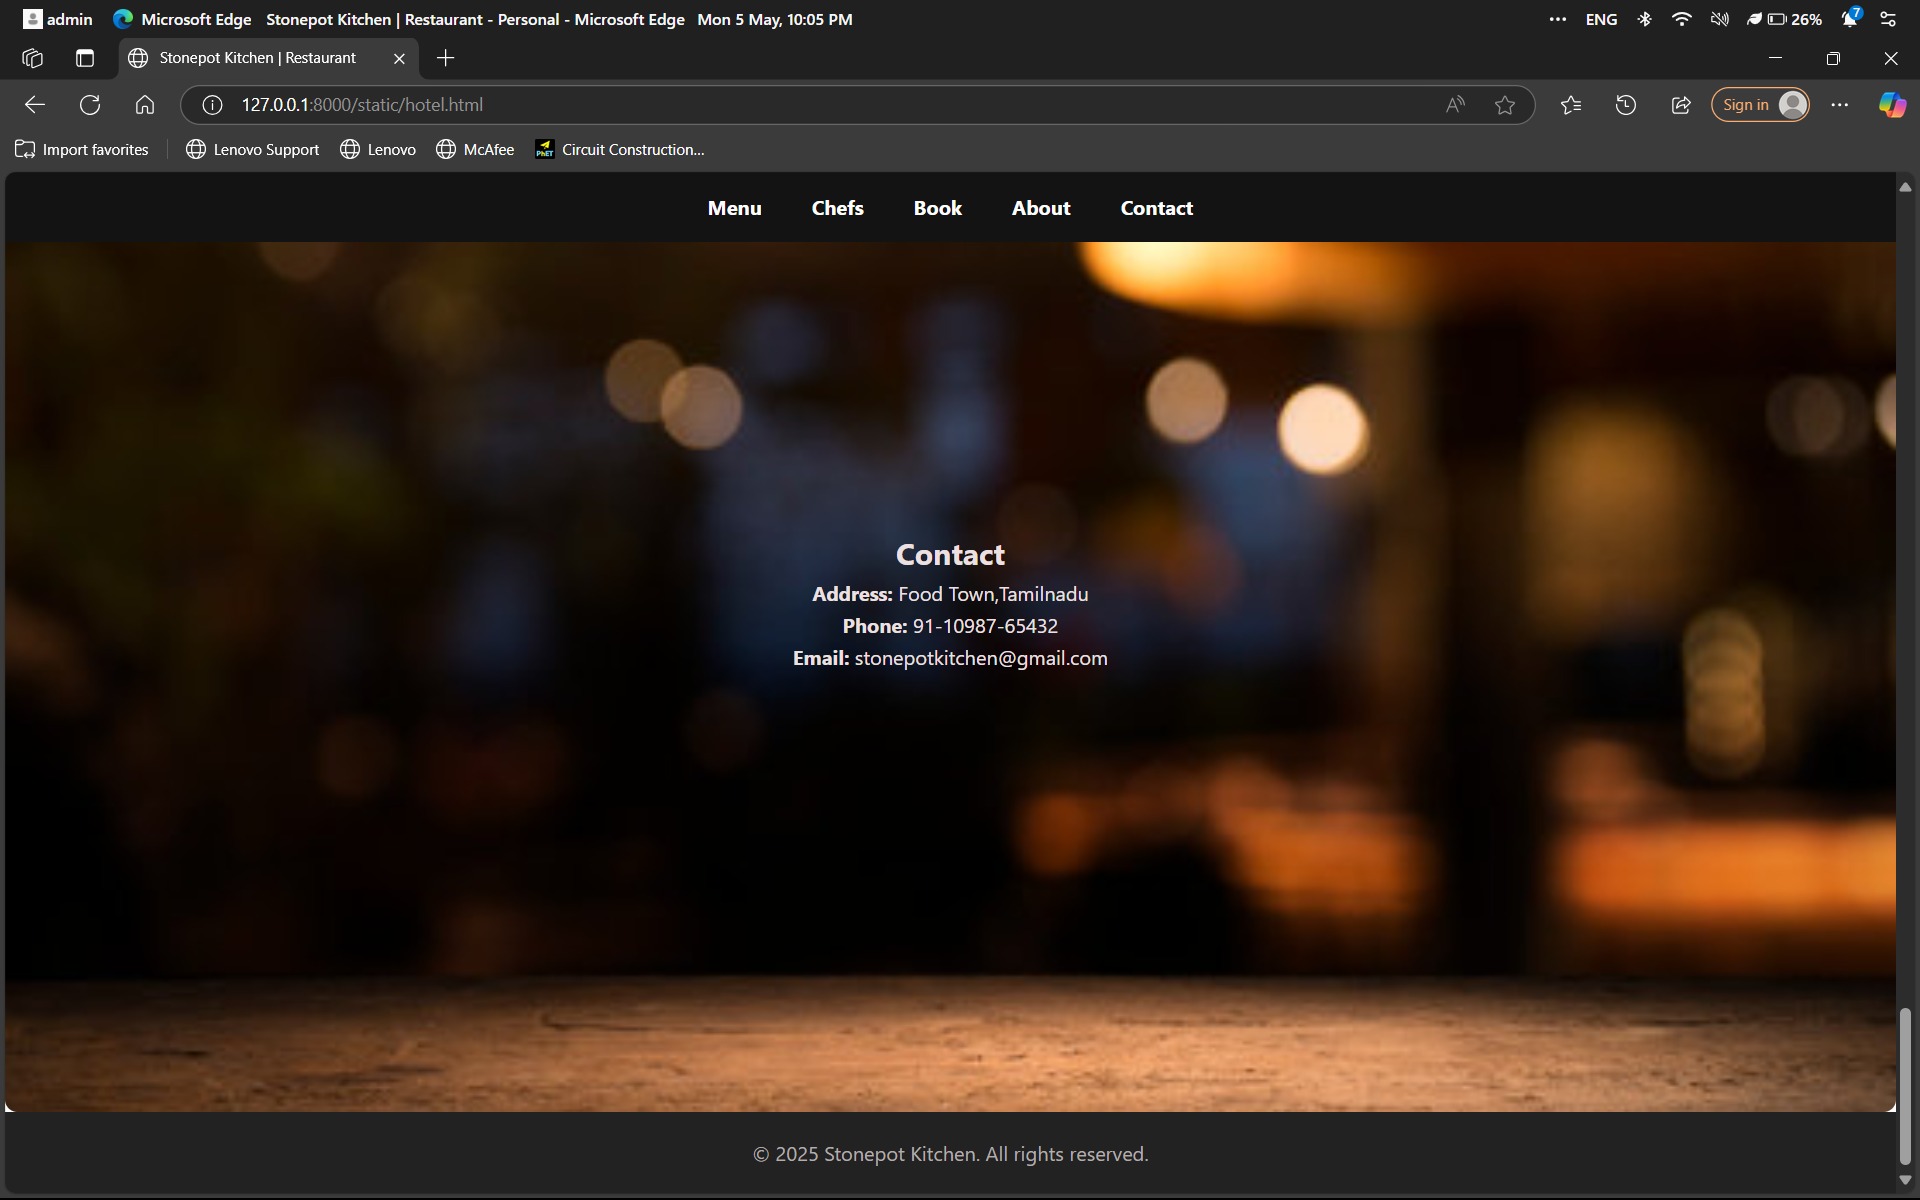 admin Microsoft Edge Stonepot Kitchen | Restaurant - Personal - Microsoft Edge Mon 5 May, 10:05 PM ENG 26% 7
Stonepot Kitchen | Restaurant
127.0.0.1:8000/static/hotel.html Sign in
Import favorites Lenovo Support Lenovo McAfee PhET Circuit Construction...
Menu Chefs Book About Contact
Contact
Address: Food Town,Tamilnadu
Phone: 91-10987-65432
Email: stonepotkitchen@gmail.com
© 2025 Stonepot Kitchen. All rights reserved.